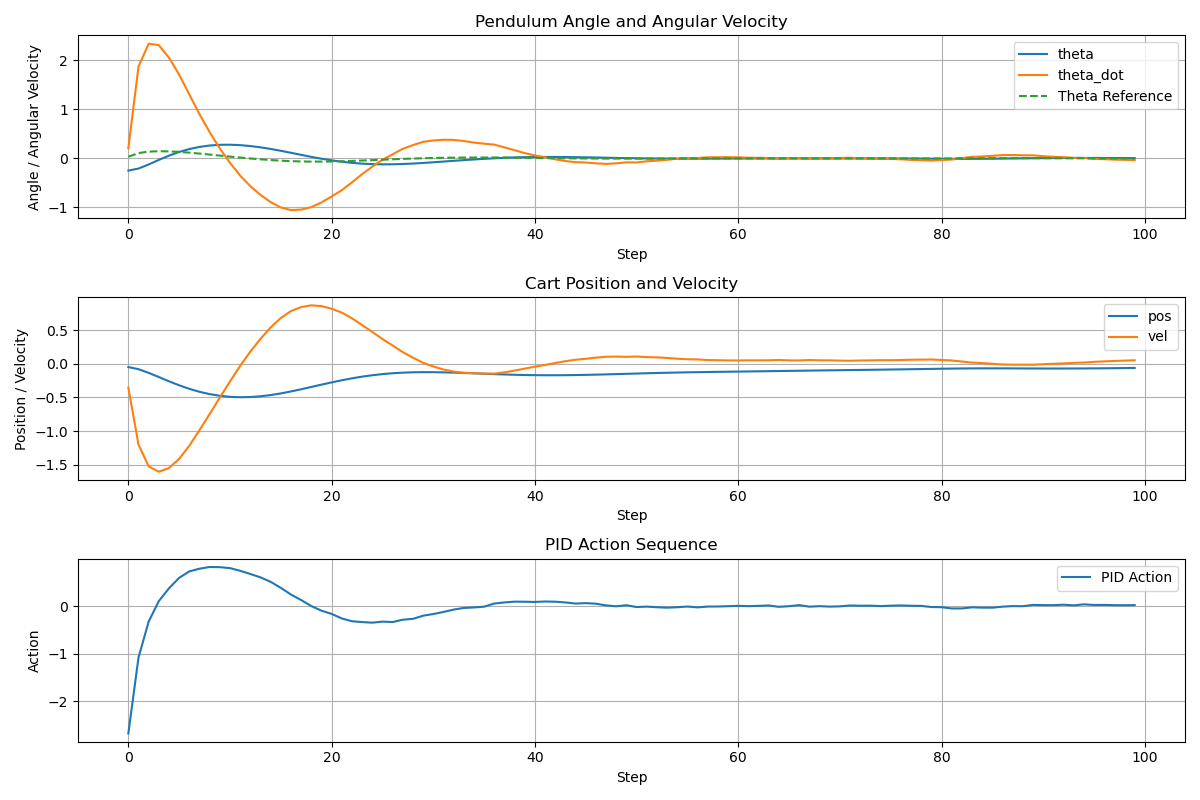 Pendulum Angle and Angular Velocity
Angle / Angular Velocity
2
1
0
−1
theta
theta_dot
Theta Reference
0 20 40 60 80 100
Step
Cart Position and Velocity
Position / Velocity
0.5
0.0
−0.5
−1.0
−1.5
pos
vel
0 20 40 60 80 100
Step
PID Action Sequence
Action
0
−1
−2
PID Action
0 20 40 60 80 100
Step